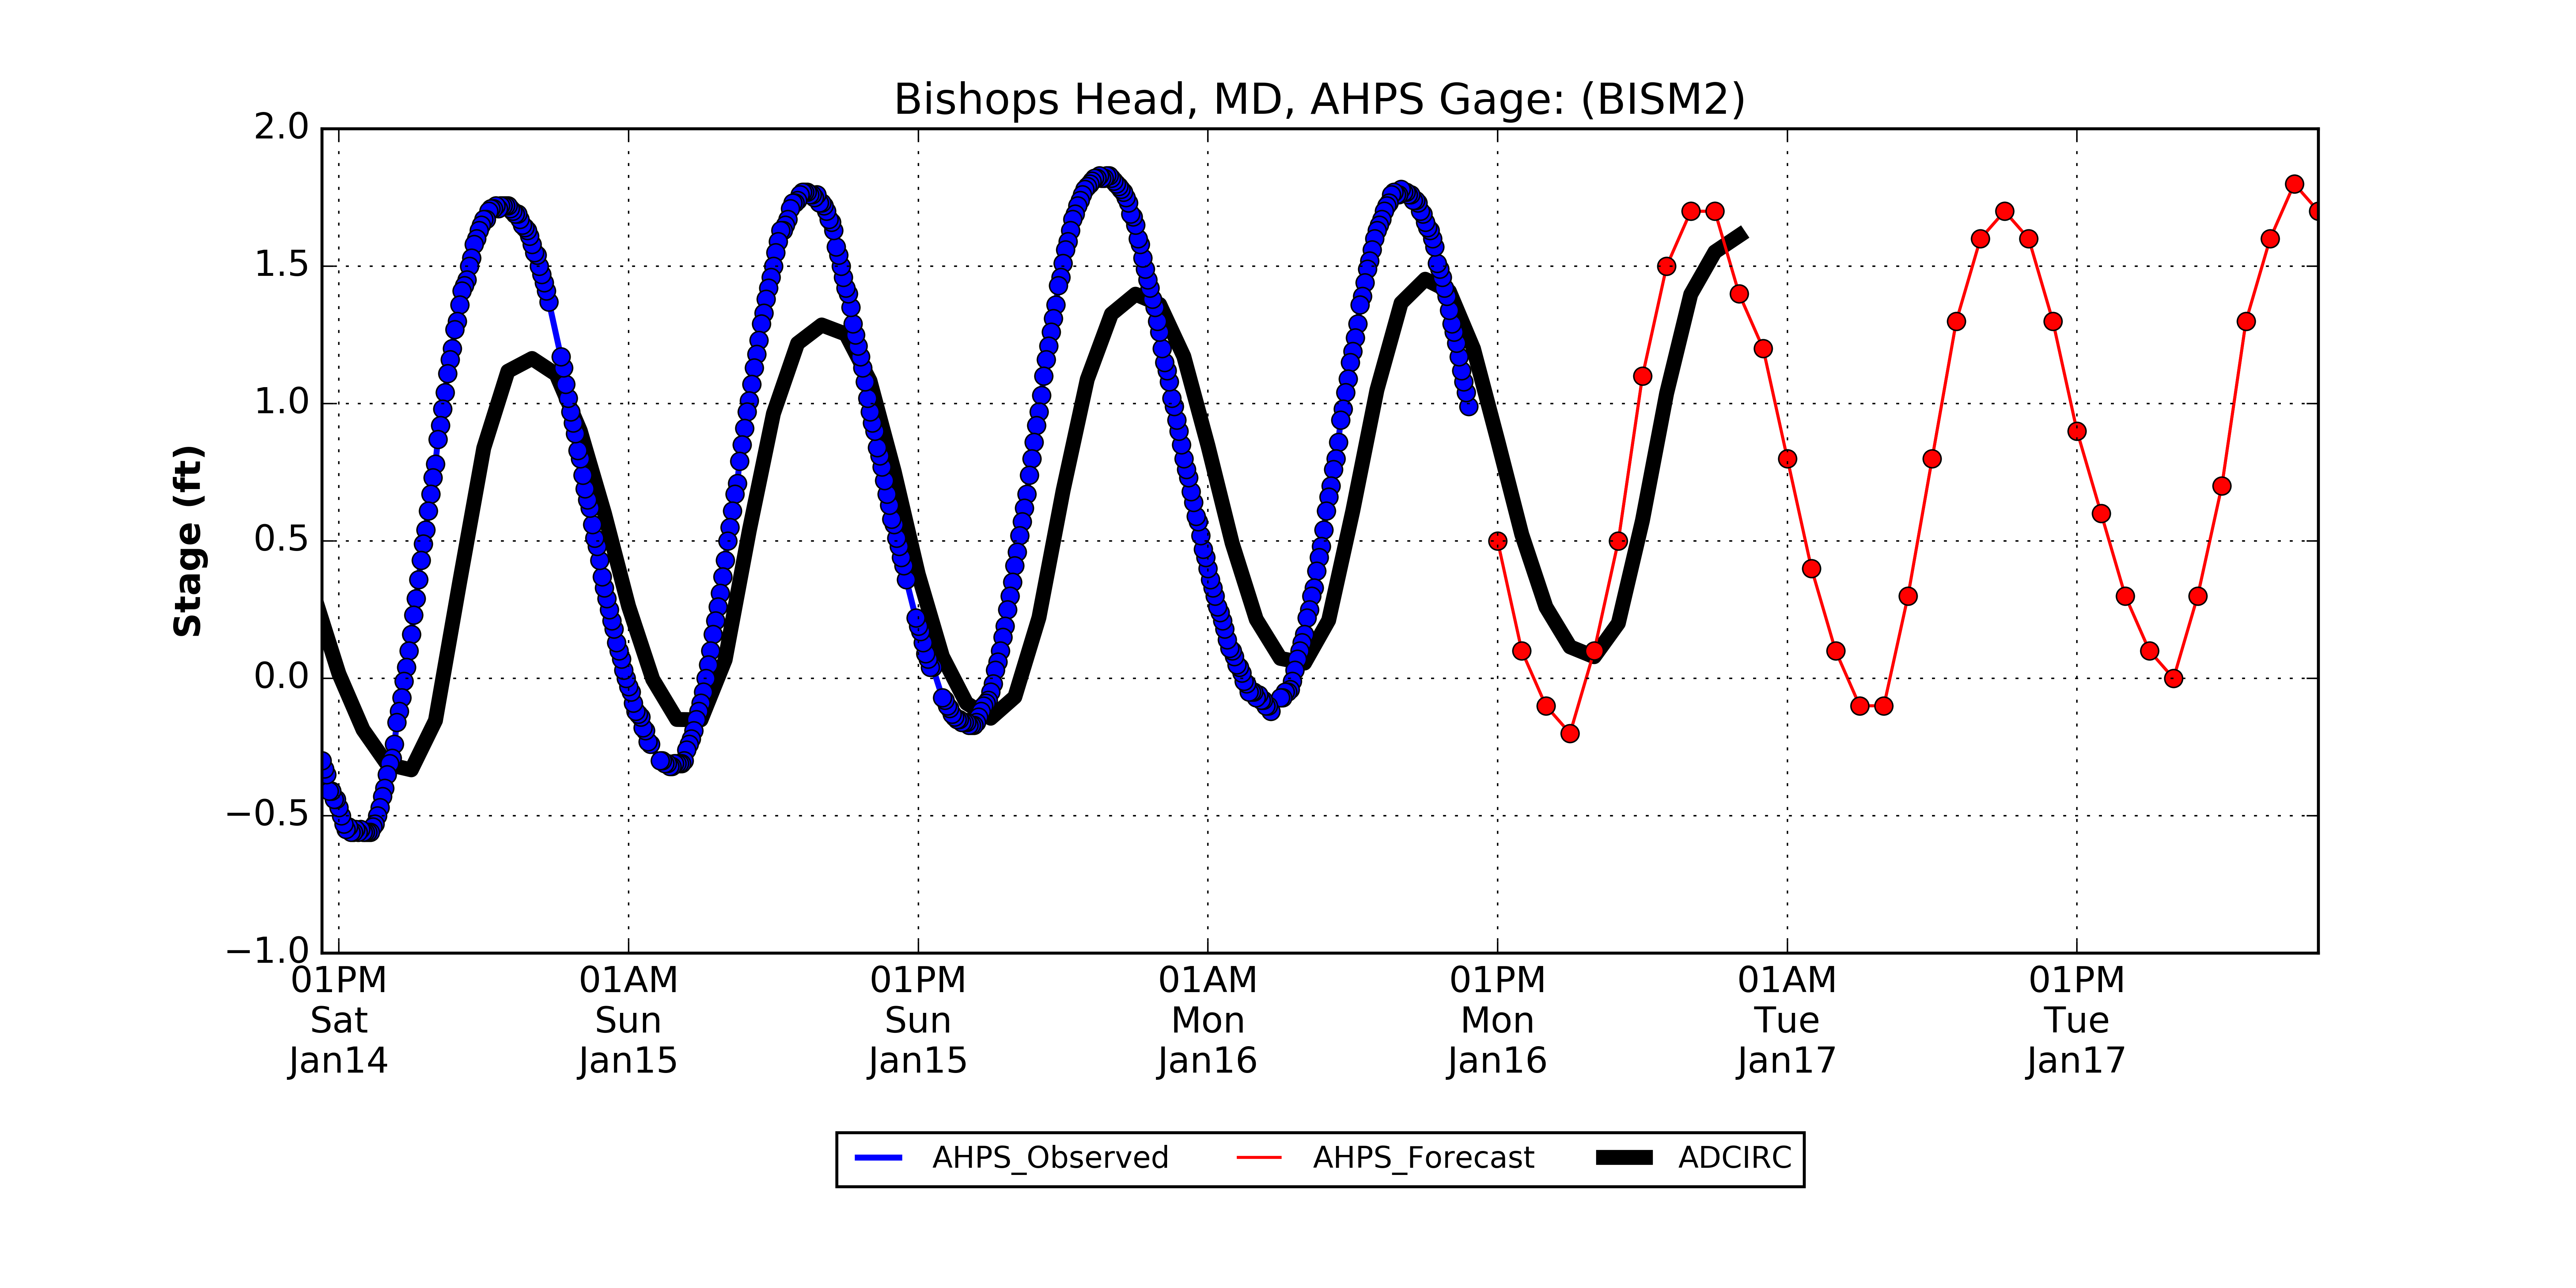 Bishops Head, MD, AHPS Gage: (BISM2)
2.0
1.5
1.0
0.5
0.0
−0.5
−1.0
Stage (ft)
01PM 01AM 01PM 01AM 01PM 01AM 01PM
Sat Sun Sun Mon Mon Tue Tue
Jan14 Jan15 Jan15 Jan16 Jan16 Jan17 Jan17
AHPS_Observed AHPS_Forecast ADCIRC